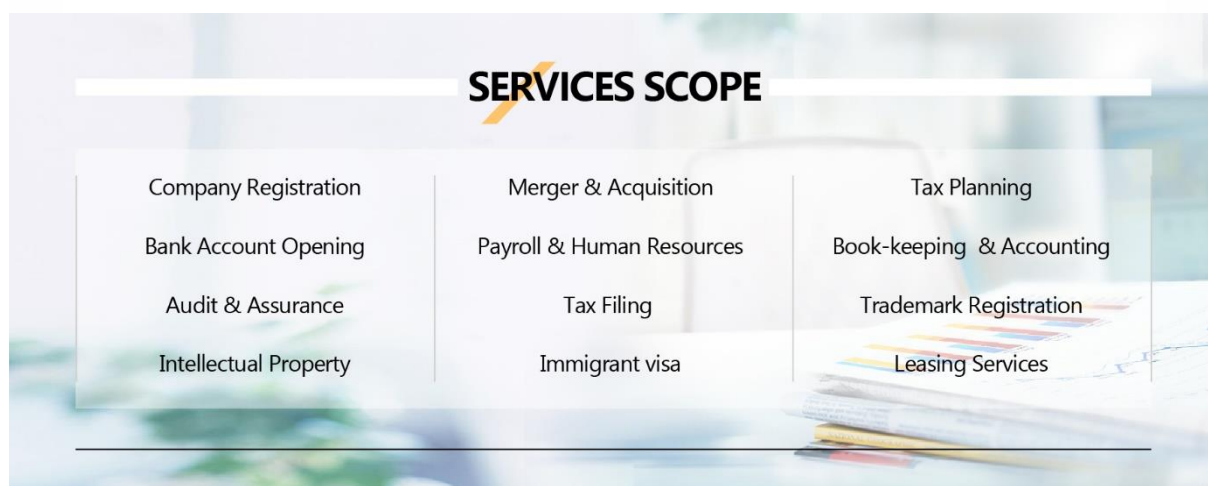 SERVICES SCOPE
Company Registration
Merger & Acquisition
Tax Planning
Bank Account Opening
Payroll & Human Resources
Book-keeping & Accounting
Audit & Assurance
Tax Filing
Trademark Registration
Intellectual Property
Immigrant visa
Leasing Services